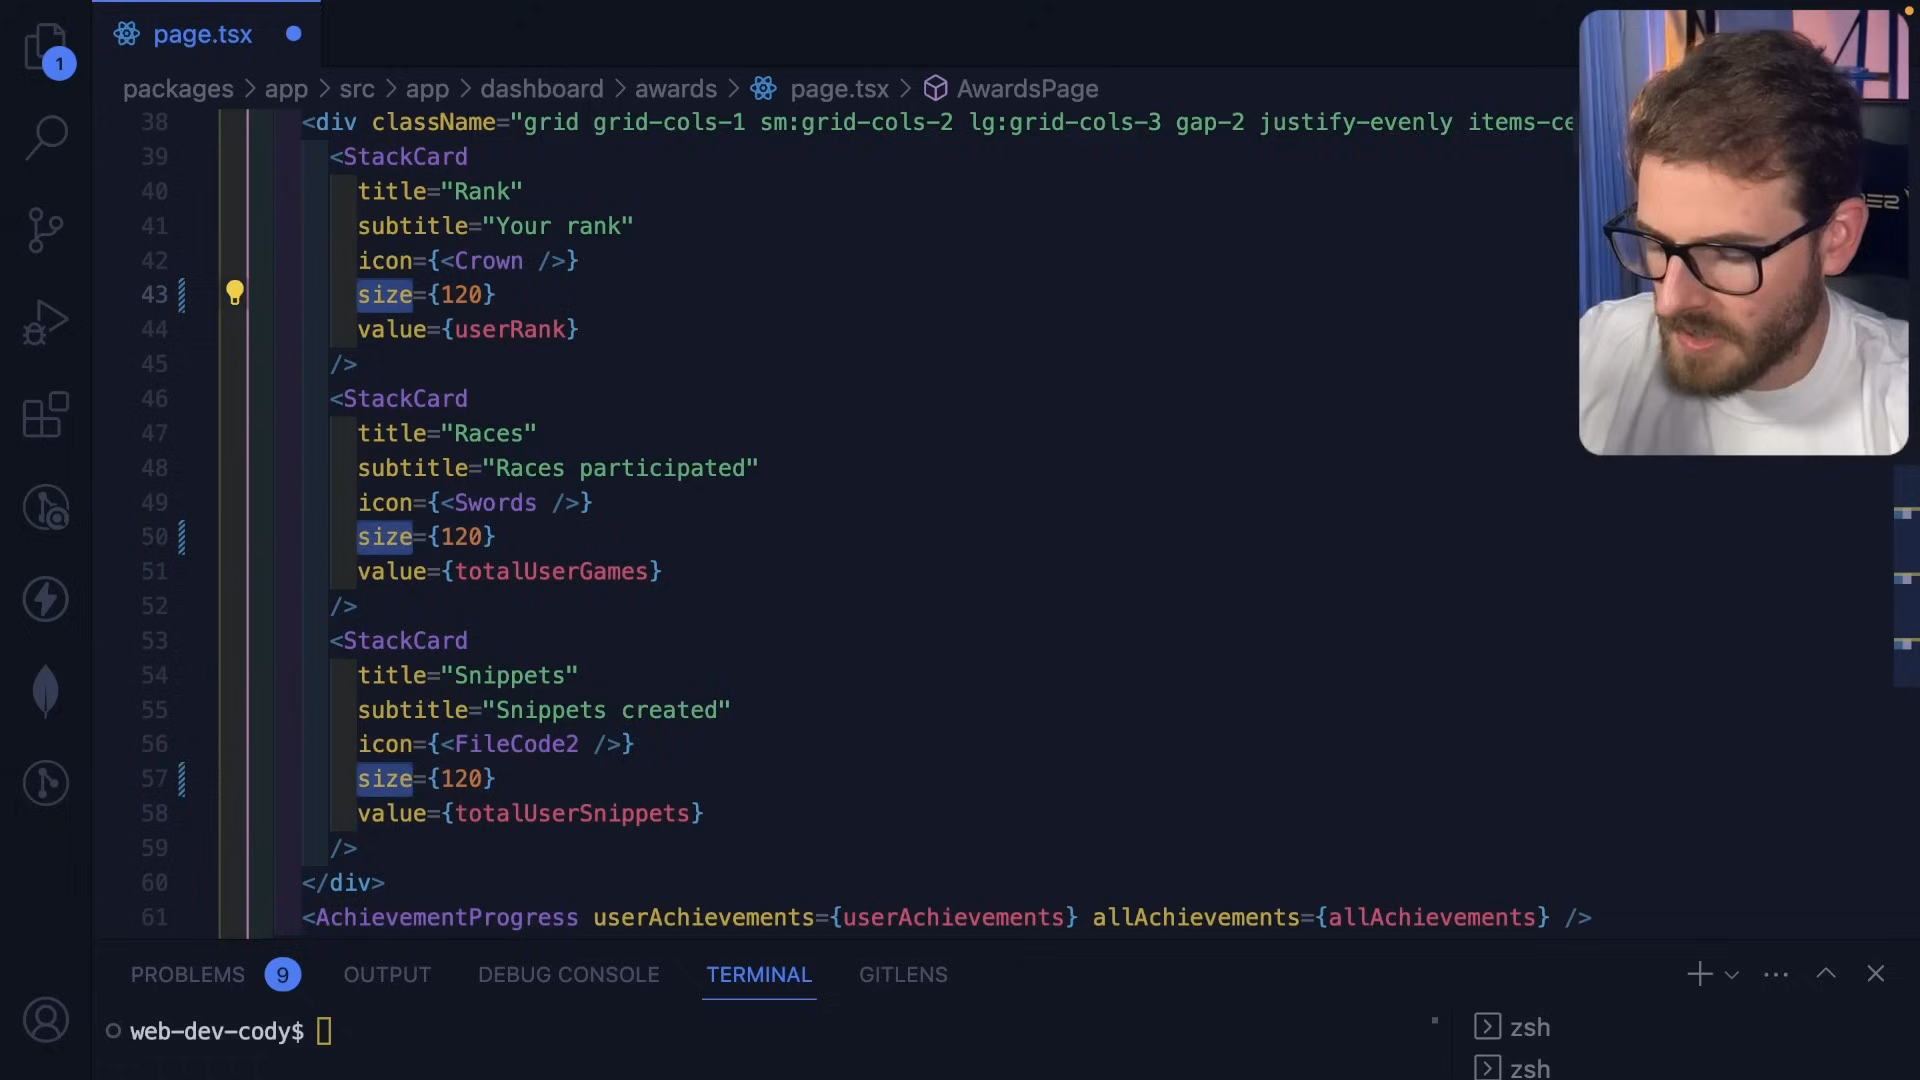 1
page.tsx
packages > app > src > app > dashboard > awards > page.tsx > AwardsPage
38 <div className="grid grid-cols-1 sm:grid-cols-2 lg:grid-cols-3 gap-2 justify-evenly items-ce
39 <StackCard
40 title="Rank"
41 subtitle="Your rank"
42 icon={<Crown />}
43 size={120}
44 value={userRank}
45 />
46 <StackCard
47 title="Races"
48 subtitle="Races participated"
49 icon={<Swords />}
50 size={120}
51 value={totalUserGames}
52 />
53 <StackCard
54 title="Snippets"
55 subtitle="Snippets created"
56 icon={<FileCode2 />}
57 size={120}
58 value={totalUserSnippets}
59 />
60 </div>
61 <AchievementProgress userAchievements={userAchievements} allAchievements={allAchievements} />
PROBLEMS 9 OUTPUT DEBUG CONSOLE TERMINAL GITLENS
web-dev-cody$
zsh
zsh